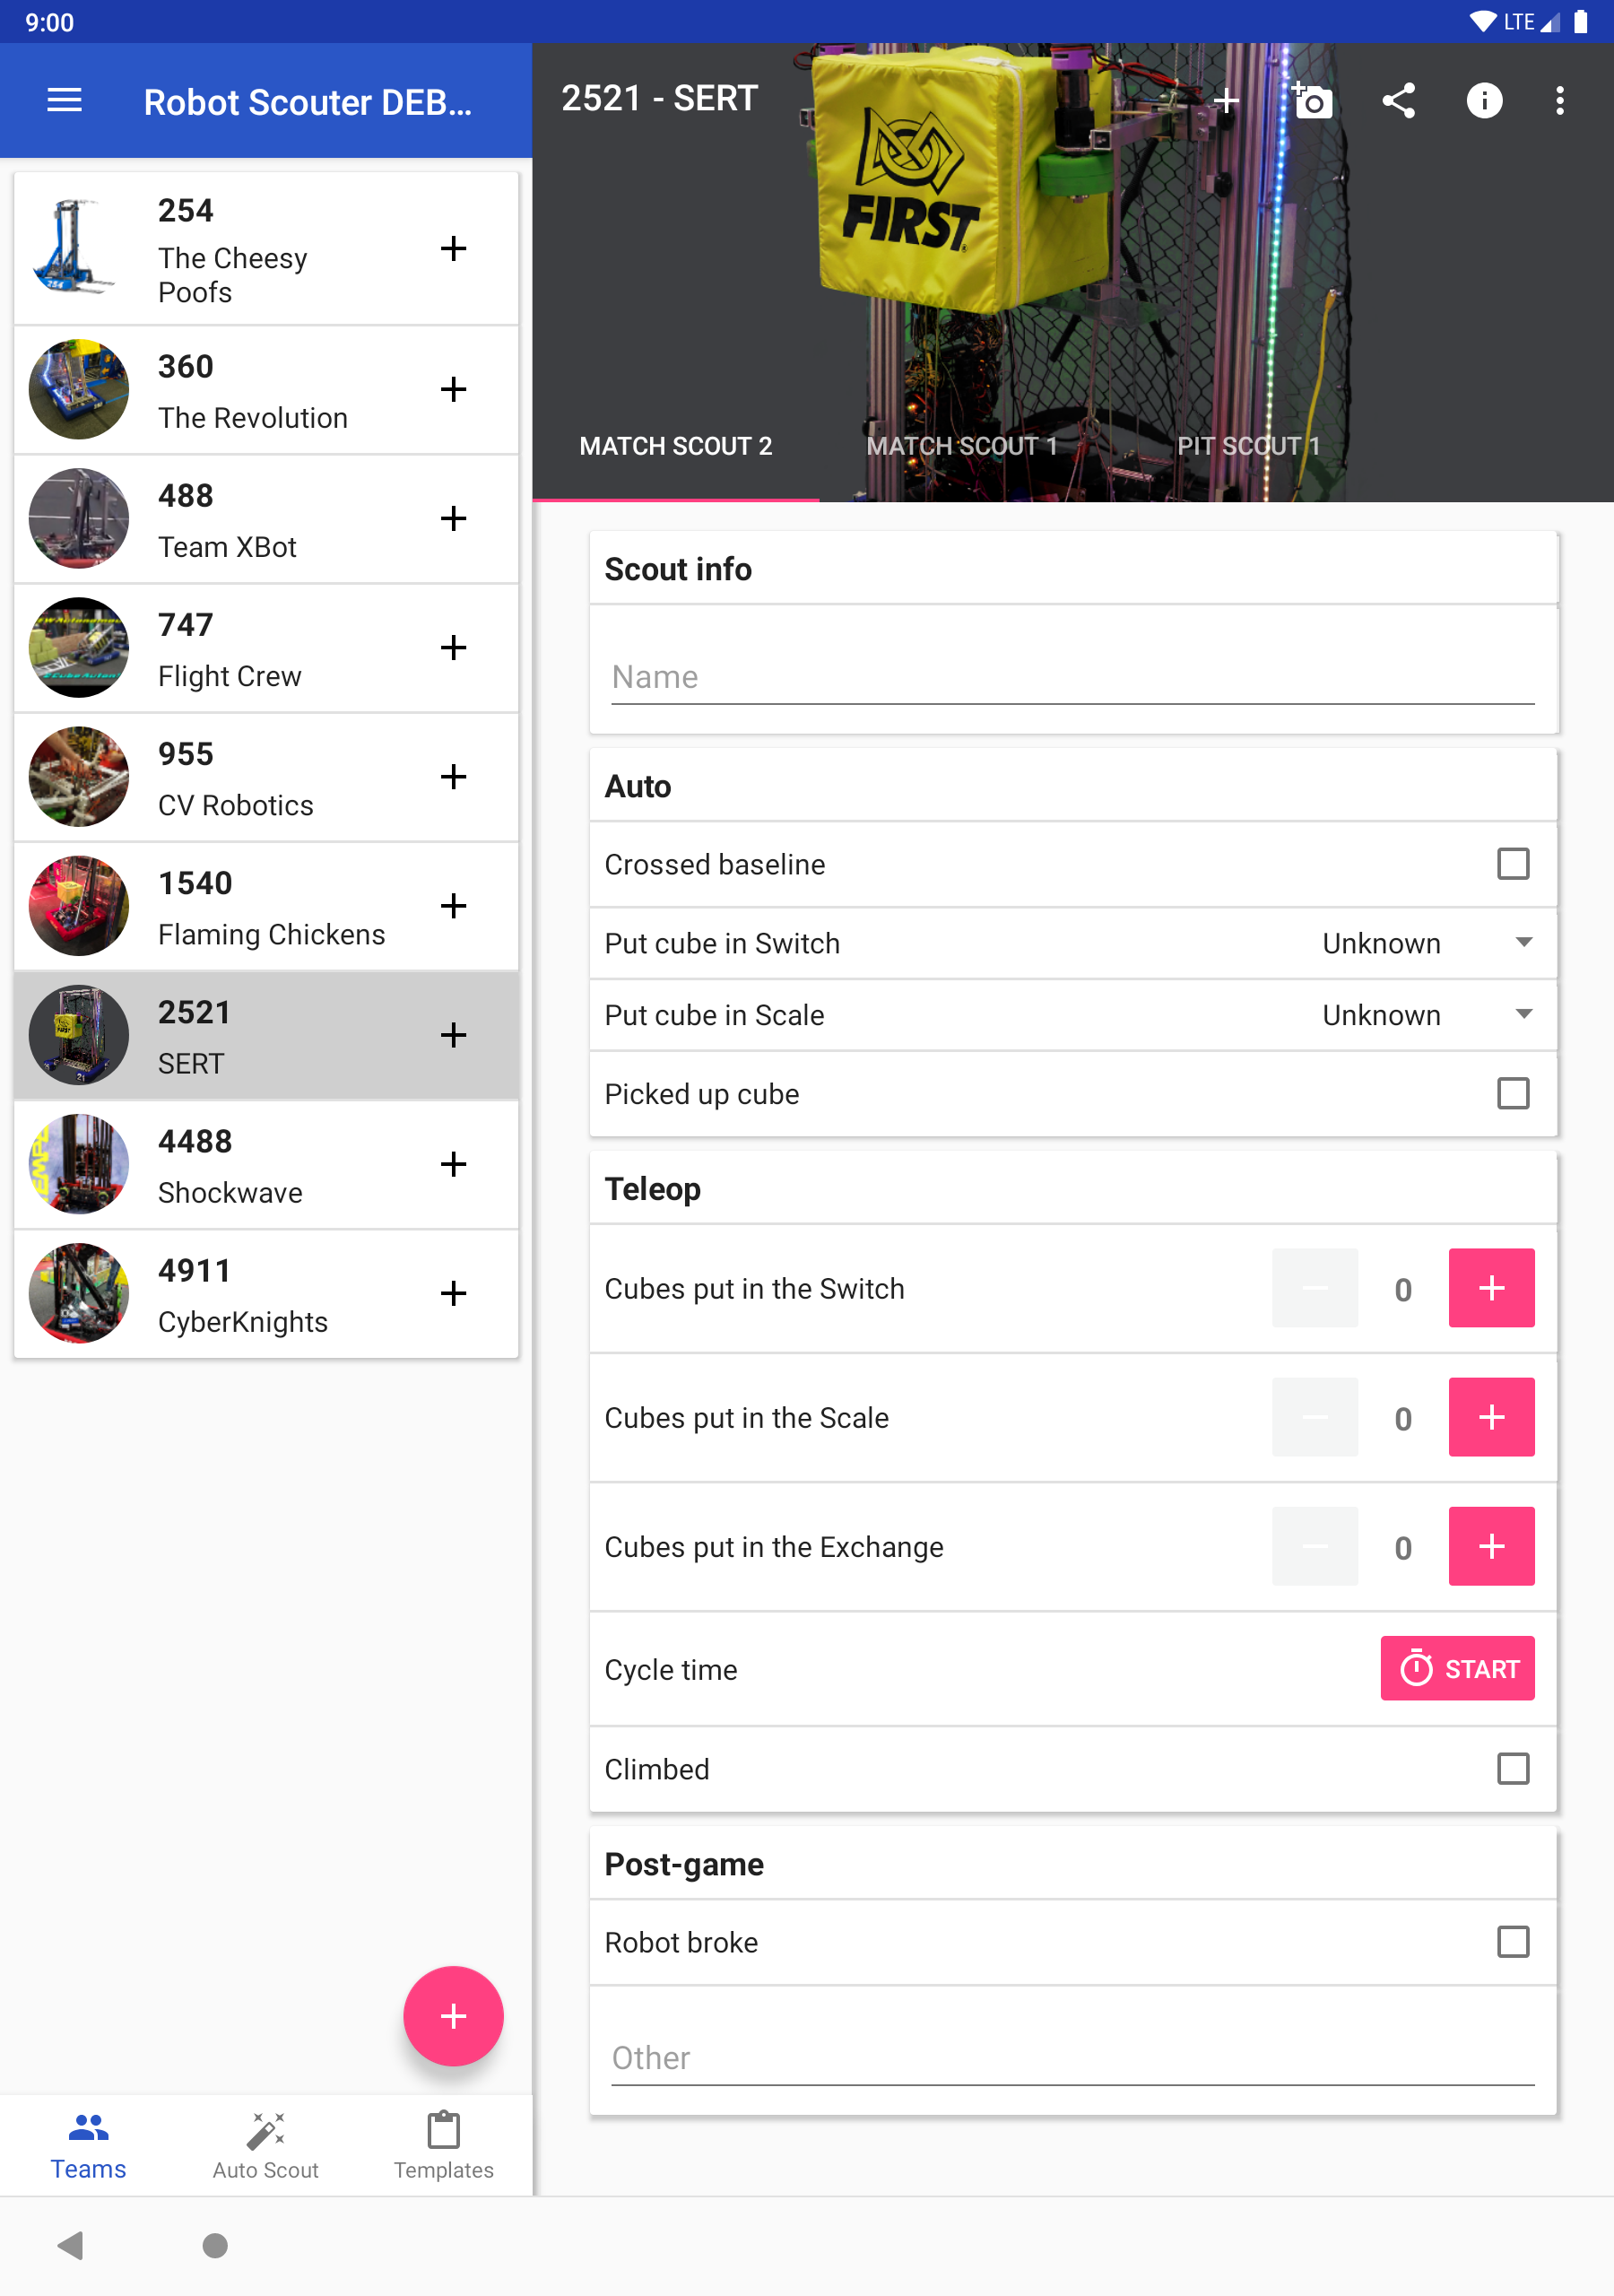 9:00
LTE
Robot Scouter DEB...
254
The Cheesy
Poofs
360
The Revolution
488
Team XBot
747
Flight Crew
955
CV Robotics
1540
Flaming Chickens
2521
SERT
4488
Shockwave
4911
CyberKnights
Teams
Auto Scout
Templates
2521 - SERT
FIRST
MATCH SCOUT 2
MATCH SCOUT 1
PIT SCOUT 1
Scout info
Name
Auto
Crossed baseline
Put cube in Switch
Unknown
Put cube in Scale
Unknown
Picked up cube
Teleop
Cubes put in the Switch
0
Cubes put in the Scale
0
Cubes put in the Exchange
0
Cycle time
START
Climbed
Post-game
Robot broke
Other